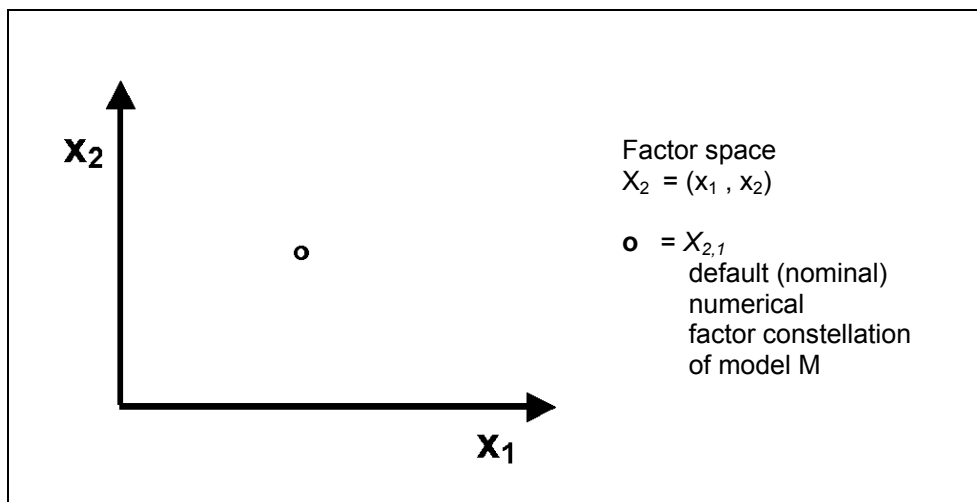 x₂
o
x₁
Factor space
X₂ = (x₁ , x₂)
o = X₂,₁
default (nominal)
numerical
factor constellation
of model M